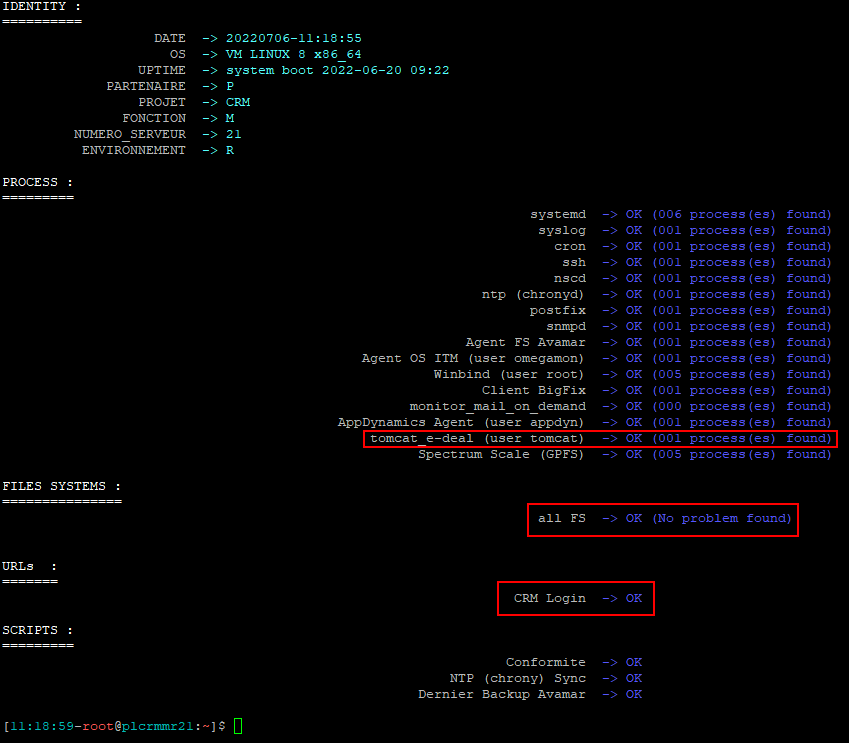 IDENTITY :
==========
DATE -> 20220706-11:18:55
OS -> VM LINUX 8 x86_64
UPTIME -> system boot 2022-06-20 09:22
PARTENAIRE -> P
PROJET -> CRM
FONCTION -> M
NUMERO_SERVEUR -> 21
ENVIRONNEMENT -> R
PROCESS :
=========
systemd -> OK (006 process(es) found)
syslog -> OK (001 process(es) found)
cron -> OK (001 process(es) found)
ssh -> OK (001 process(es) found)
nscd -> OK (001 process(es) found)
ntp (chronyd) -> OK (001 process(es) found)
postfix -> OK (001 process(es) found)
snmpd -> OK (001 process(es) found)
Agent FS Avamar -> OK (001 process(es) found)
Agent OS ITM (user omegamon) -> OK (001 process(es) found)
Winbind (user root) -> OK (005 process(es) found)
Client BigFix -> OK (001 process(es) found)
monitor_mail_on_demand -> OK (000 process(es) found)
AppDynamics Agent (user appdyn) -> OK (001 process(es) found)
tomcat_e-deal (user tomcat) -> OK (001 process(es) found)
Spectrum Scale (GPFS) -> OK (005 process(es) found)
FILES SYSTEMS :
===============
all FS -> OK (No problem found)
URLs :
=======
CRM Login -> OK
SCRIPTS :
=========
Conformite -> OK
NTP (chrony) Sync -> OK
Dernier Backup Avamar -> OK
[11:18:59-root@plcrmmr21:~]$